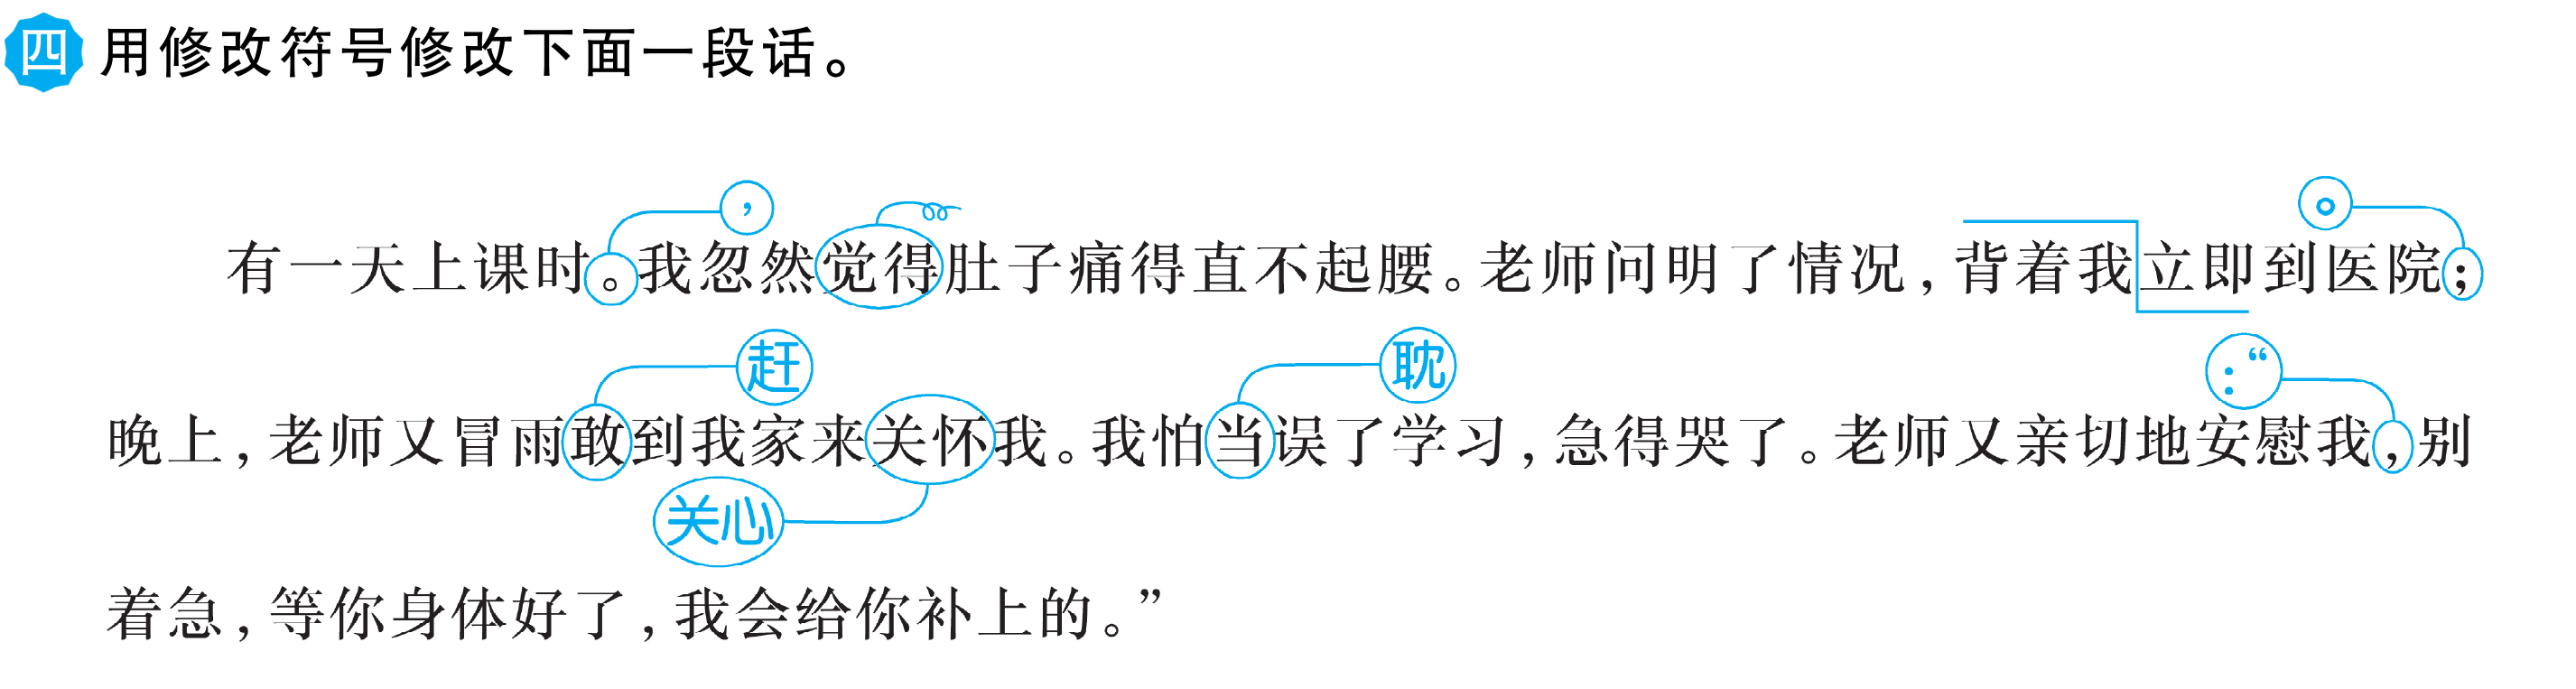 四 用修改符号修改下面一段话。
， 。
有一天上课时。我忽然觉得肚子痛得直不起腰。老师问明了情况，背着我立即到医院；
赶 耽 ：“
晚上，老师又冒雨敢到我家来关怀我。我怕当误了学习，急得哭了。老师又亲切地安慰我，别
关心
着急，等你身体好了，我会给你补上的。”